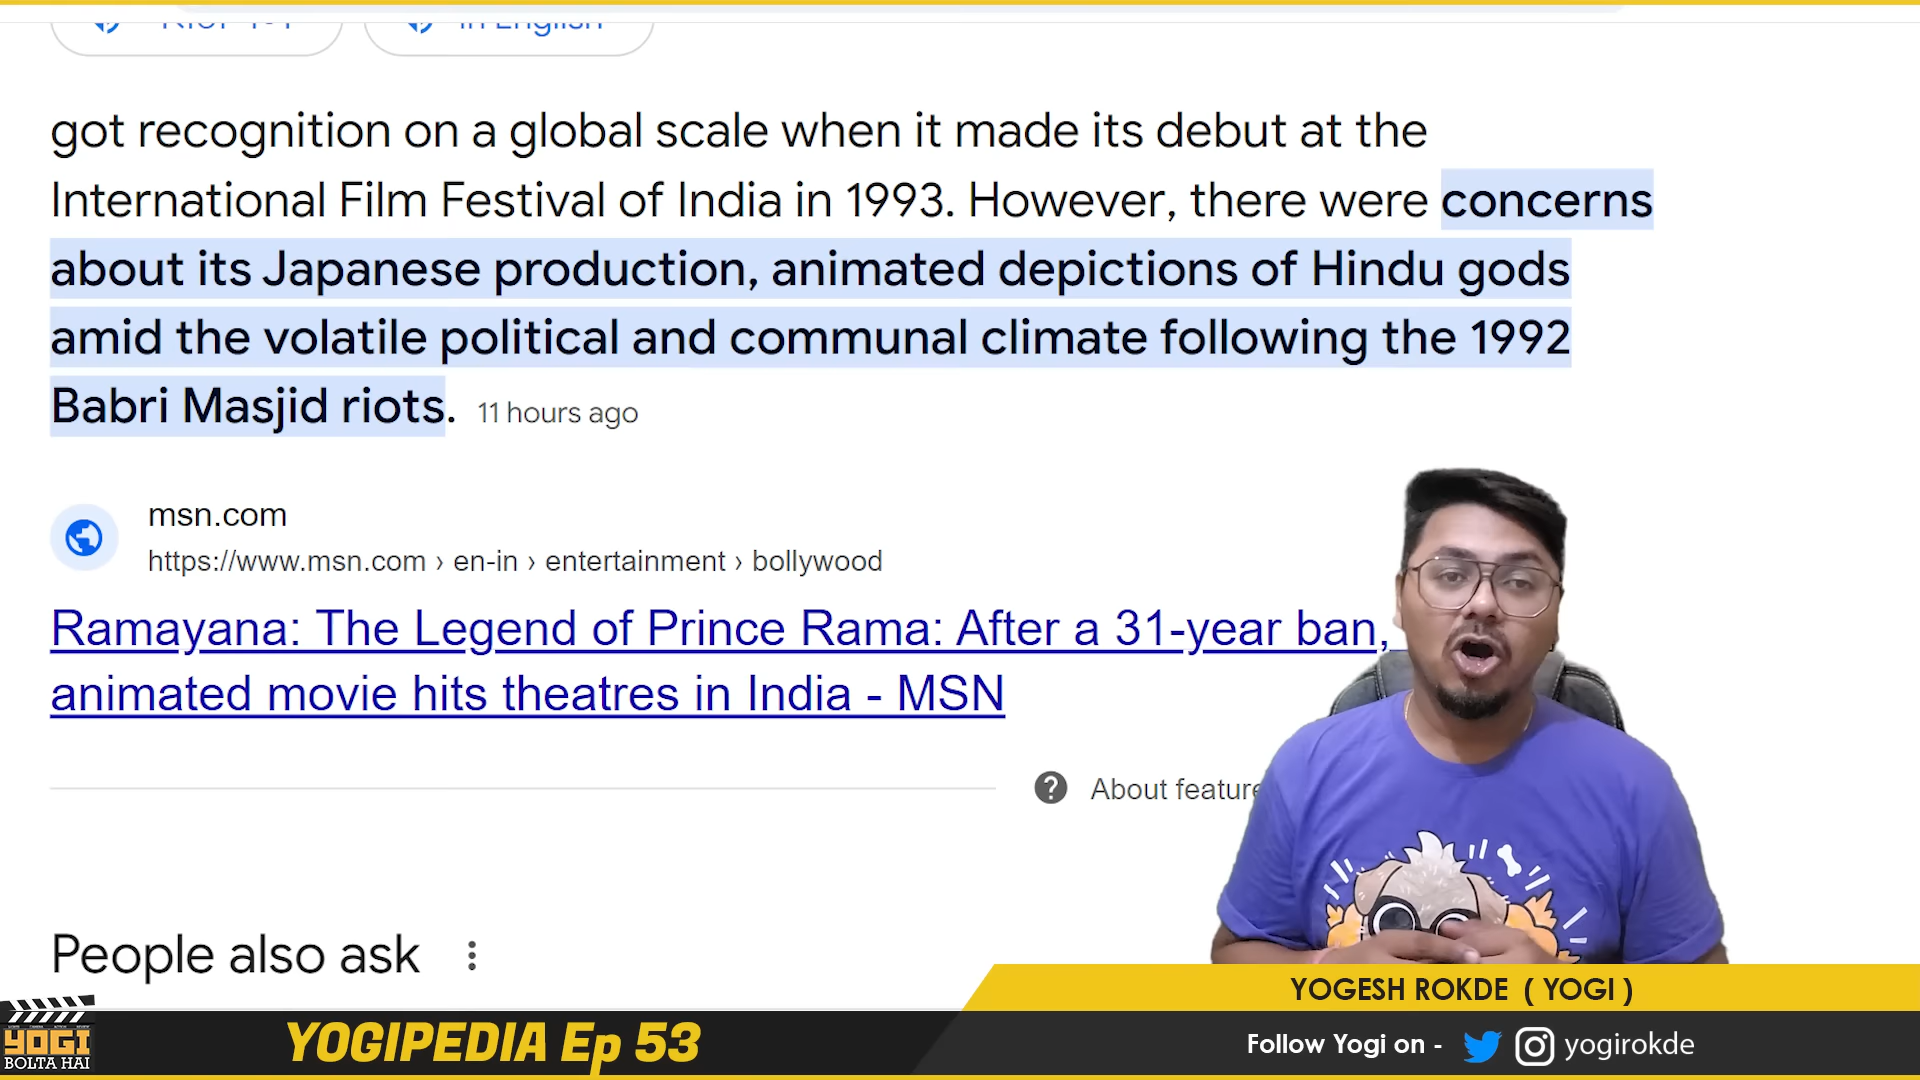 in English
got recognition on a global scale when it made its debut at the
International Film Festival of India in 1993. However, there were concerns
about its Japanese production, animated depictions of Hindu gods
amid the volatile political and communal climate following the 1992
Babri Masjid riots. 11 hours ago
msn.com
https://www.msn.com › en-in › entertainment › bollywood
Ramayana: The Legend of Prince Rama: After a 31-year ban,
animated movie hits theatres in India - MSN
About feature
People also ask
YOGESH ROKDE ( YOGI )
YOGI
BOLTA HAI
YOGIPEDIA Ep 53
Follow Yogi on - yogirokde